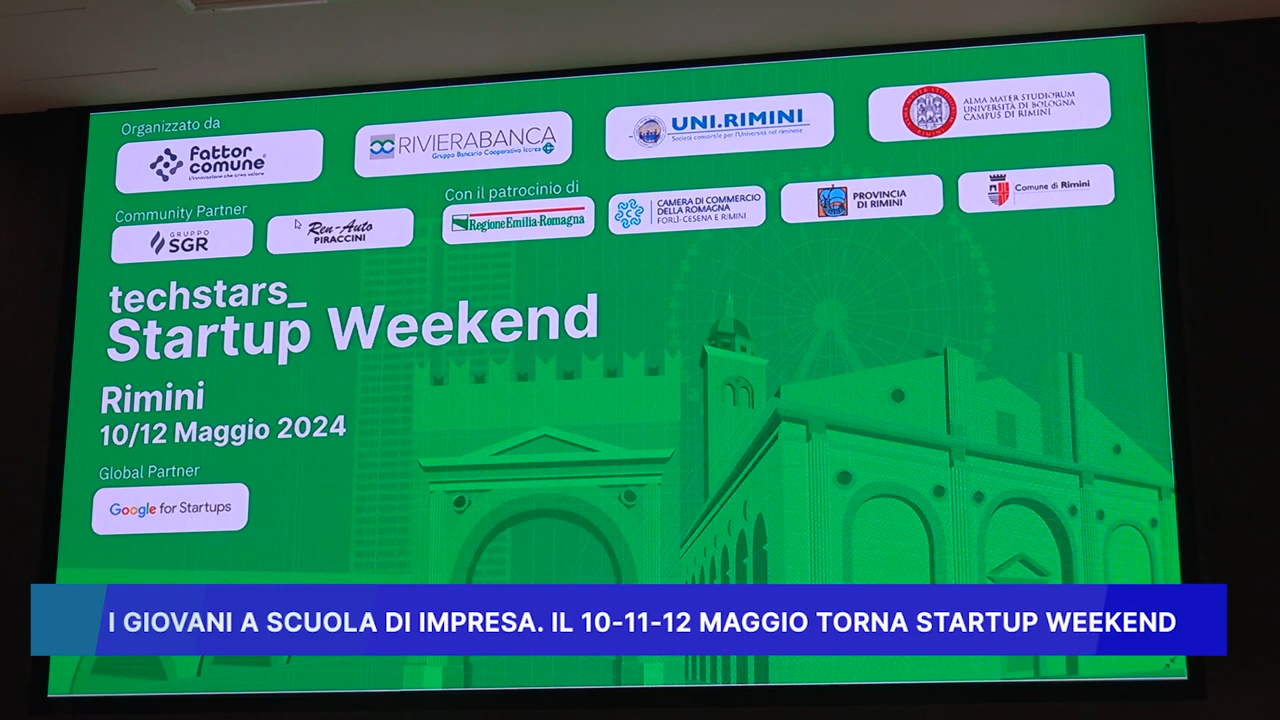 Organizzato da
fattor
comune
L'innovazione che crea valore
RIVIERABANCA
Gruppo Bancario Cooperativo Iccrea
UNI.RIMINI
Società consortile per l'Università nel riminese
ALMA MATER STUDIORUM
UNIVERSITÀ DI BOLOGNA
CAMPUS DI RIMINI
Community Partner
GRUPPO
SGR
Ren-Auto
PIRACCINI
Con il patrocinio di
RegioneEmilia-Romagna
CAMERA DI COMMERCIO
DELLA ROMAGNA
FORLÌ-CESENA E RIMINI
PROVINCIA
DI RIMINI
Comune di Rimini
techstars_
Startup Weekend
Rimini
10/12 Maggio 2024
Global Partner
Google for Startups
I GIOVANI A SCUOLA DI IMPRESA. IL 10-11-12 MAGGIO TORNA STARTUP WEEKEND